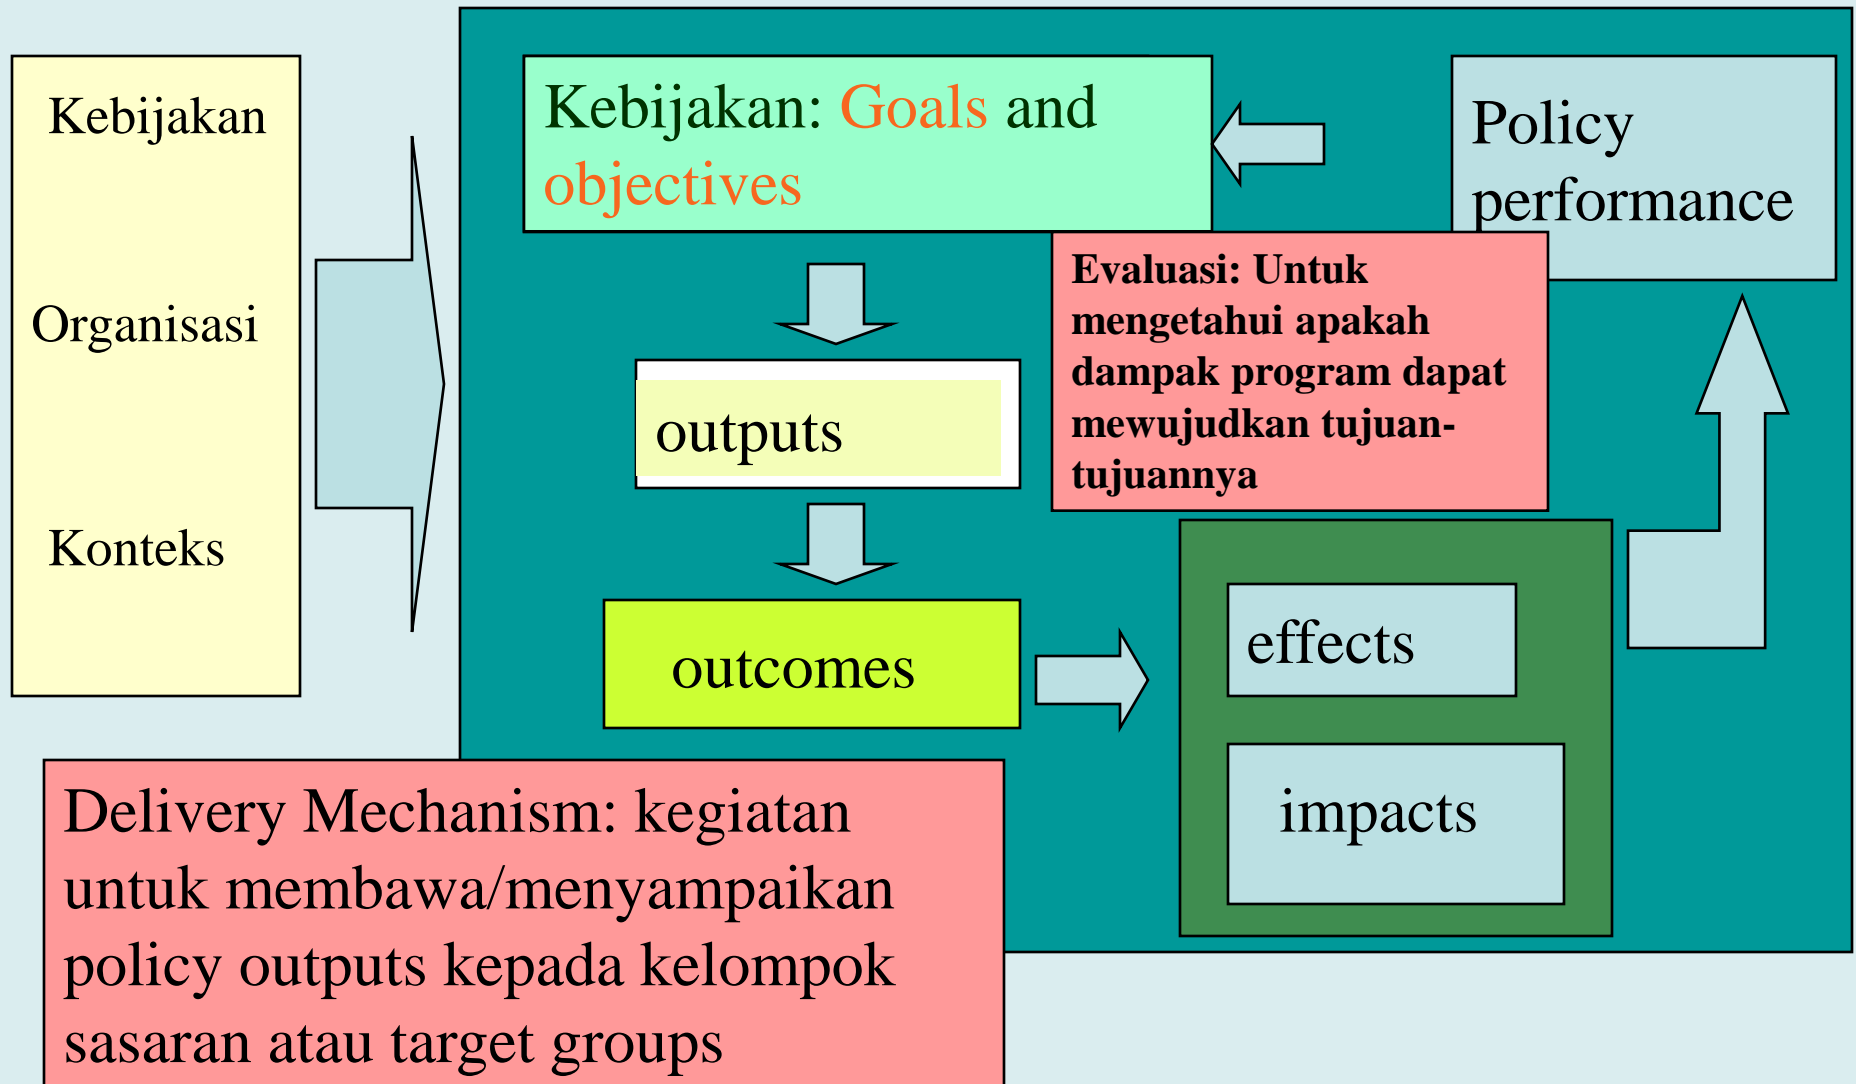 Kebijakan
Organisasi
Konteks
Kebijakan: Goals and
objectives
Policy
performance
Evaluasi: Untuk
mengetahui apakah
dampak program dapat
mewujudkan tujuan-
tujuannya
outputs
outcomes
effects
impacts
Delivery Mechanism: kegiatan
untuk membawa/menyampaikan
policy outputs kepada kelompok
sasaran atau target groups